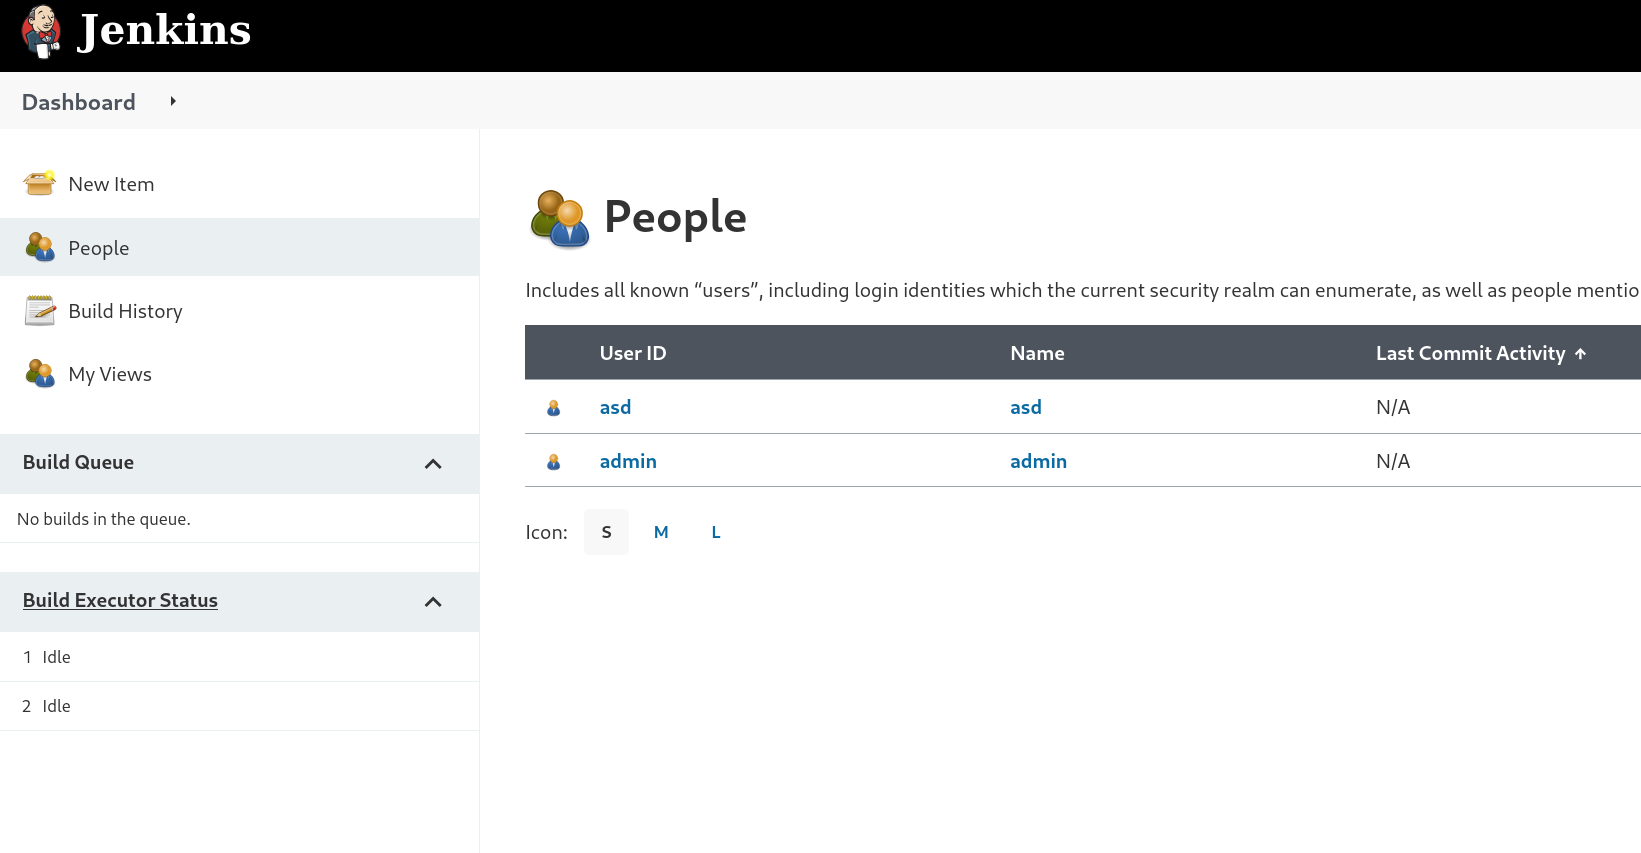 Jenkins
Dashboard
New Item
People
Build History
My Views
Build Queue
No builds in the queue.
Build Executor Status
1 Idle
2 Idle
People
Includes all known “users”, including login identities which the current security realm can enumerate, as well as people mentio
User ID Name Last Commit Activity ↑
asd asd N/A
admin admin N/A
Icon: S M L